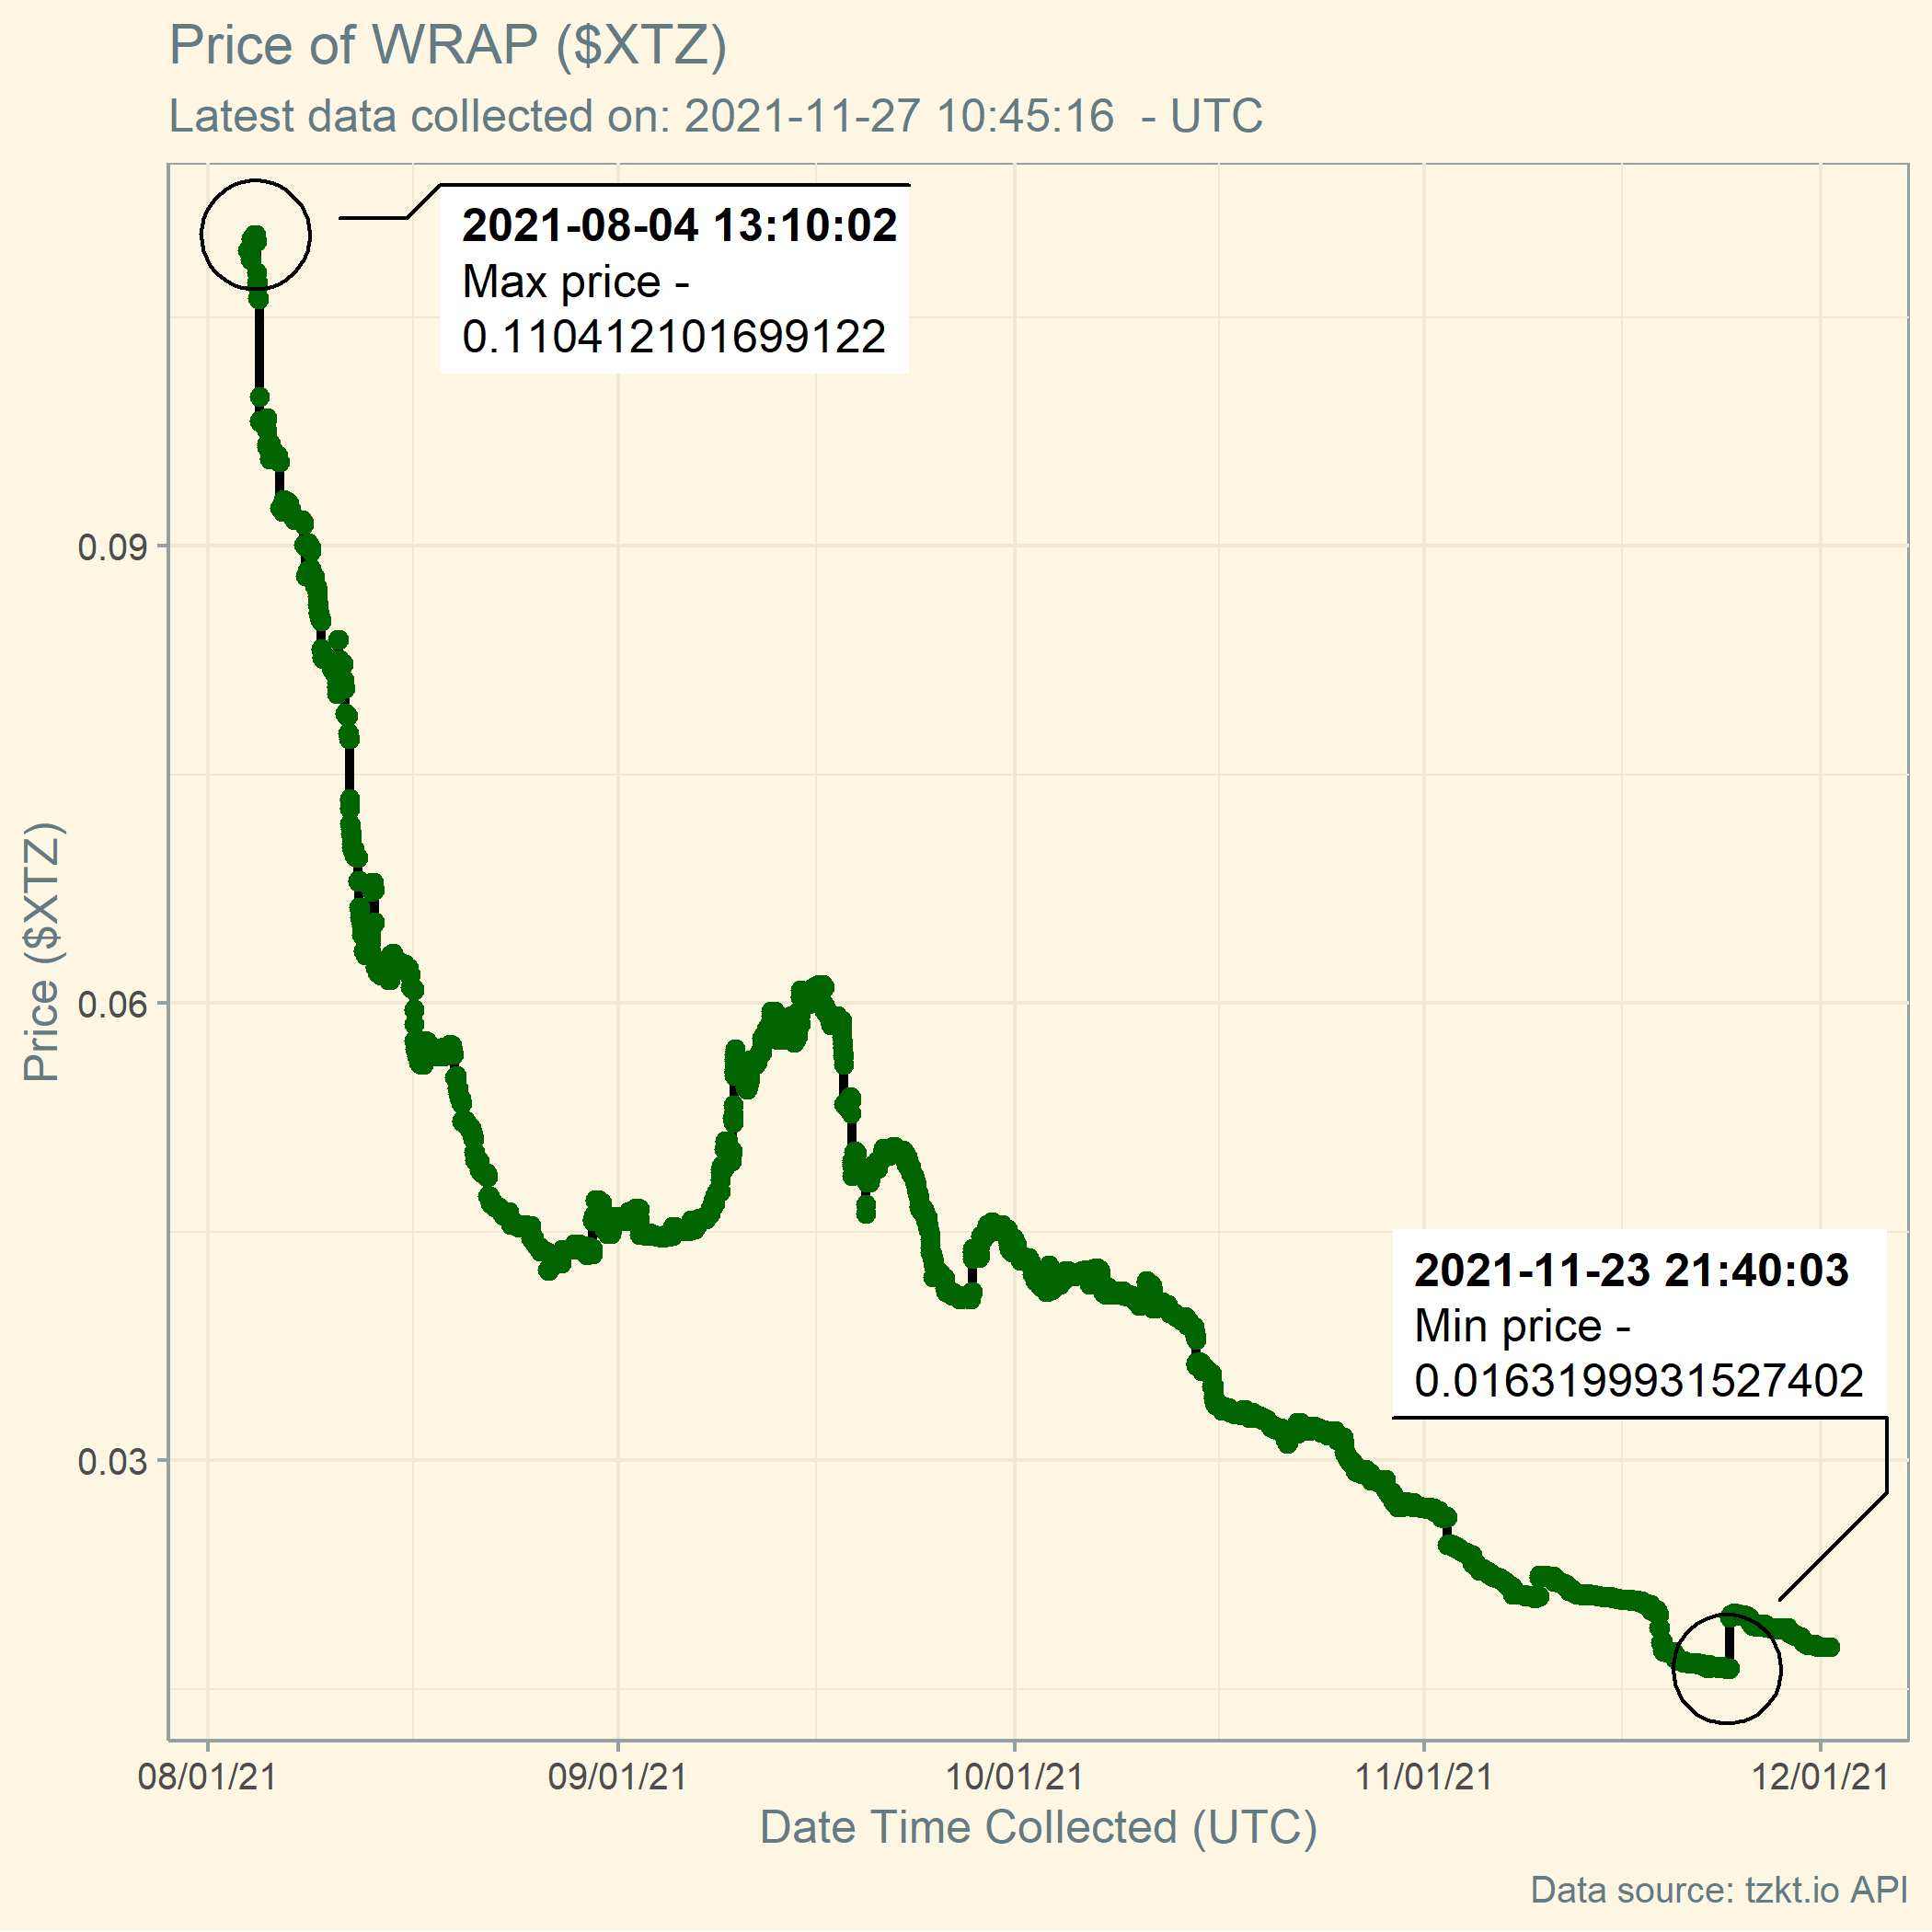 Price of WRAP ($XTZ)
Latest data collected on: 2021-11-27 10:45:16  - UTC
2021-08-04 13:10:02
Max price -
0.110412101699122
0.09
0.06
0.03
Price ($XTZ)
2021-11-23 21:40:03
Min price -
0.0163199931527402
08/01/21
09/01/21
10/01/21
11/01/21
12/01/21
Date Time Collected (UTC)
Data source: tzkt.io API